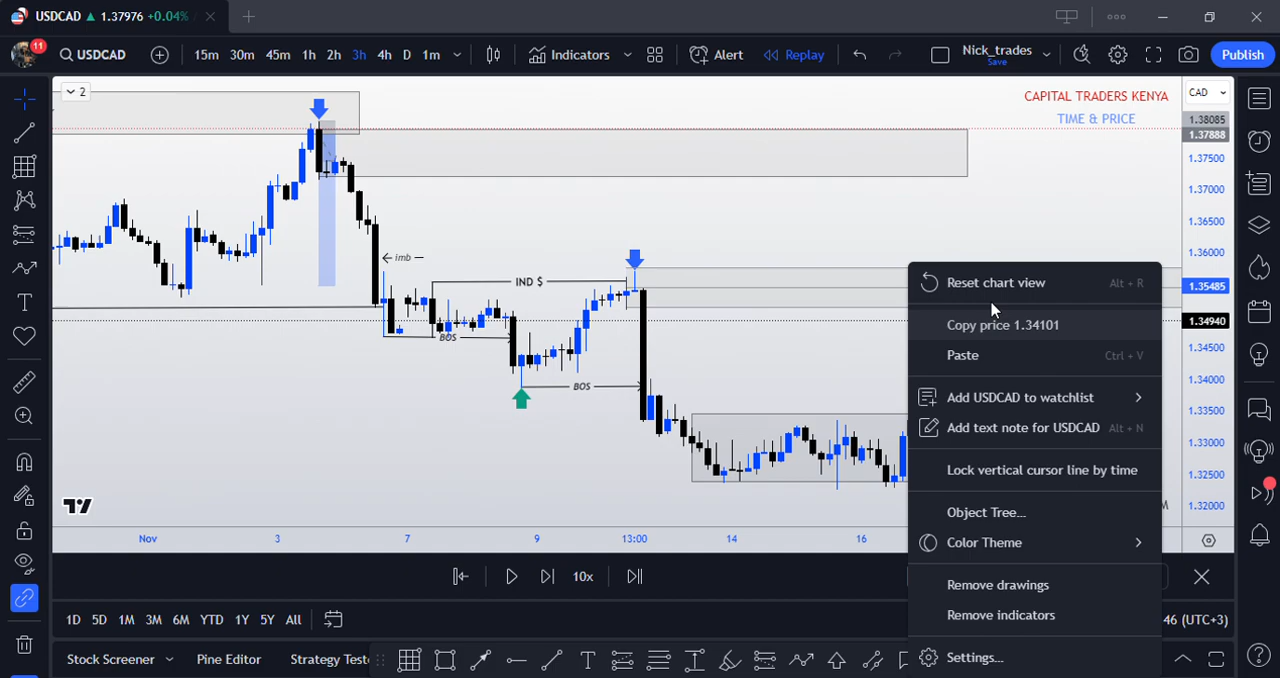 USDCAD 1.37976 +0.04%
11
USDCAD
15m 30m 45m 1h 2h 3h 4h D 1m
Indicators
Alert
Replay
Nick_trades
Save
Publish
2
CAPITAL TRADERS KENYA
TIME & PRICE
CAD
1.38085
1.37888
1.37500
1.37000
1.36500
1.36000
1.35485
1.34940
1.34500
1.34000
1.33500
1.33000
1.32500
1.32000
imb
IND $
BOS
BOS
Reset chart view Alt + R
Copy price 1.34101
Paste Ctrl + V
Add USDCAD to watchlist
Add text note for USDCAD Alt + N
Lock vertical cursor line by time
Object Tree...
Color Theme
Remove drawings
Remove indicators
Settings...
M
Nov 3 7 9 13:00 14 16
10x
1D 5D 1M 3M 6M YTD 1Y 5Y All
46 (UTC+3)
Stock Screener Pine Editor Strategy Teste